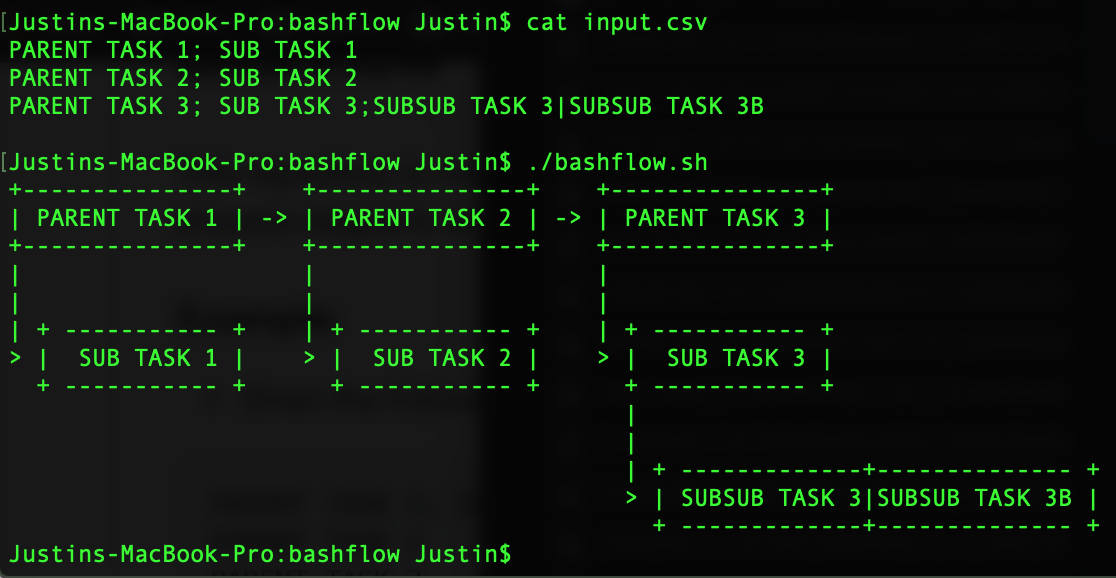 [Justins-MacBook-Pro:bashflow Justin$ cat input.csv
PARENT TASK 1; SUB TASK 1
PARENT TASK 2; SUB TASK 2
PARENT TASK 3; SUB TASK 3;SUBSUB TASK 3|SUBSUB TASK 3B
[Justins-MacBook-Pro:bashflow Justin$ ./bashflow.sh
+---------------+    +---------------+    +---------------+
| PARENT TASK 1 | -> | PARENT TASK 2 | -> | PARENT TASK 3 |
+---------------+    +---------------+    +---------------+
|                    |                    |
|                    |                    |
| + ----------- +    | + ----------- +    | + ----------- +
> |  SUB TASK 1 |    > |  SUB TASK 2 |    > |  SUB TASK 3 |
  + ----------- +      + ----------- +      + ----------- +
                                            |
                                            |
                                            | + -------------+-------------- +
                                            > | SUBSUB TASK 3|SUBSUB TASK 3B |
                                              + -------------+-------------- +
Justins-MacBook-Pro:bashflow Justin$